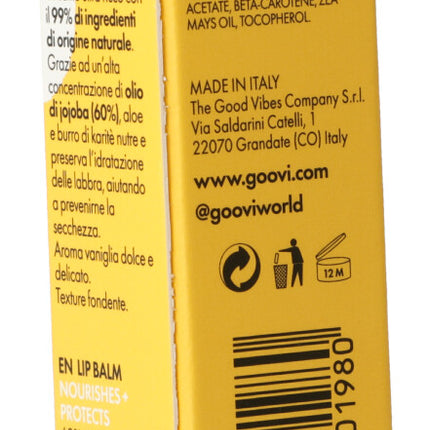 il 99% di ingredienti
di origine naturale.
Grazie ad un'alta
concentrazione di olio
di jojoba (60%), aloe
e burro di karitè nutre e
preserva l'idratazione
delle labbra, aiutando
a prevenirne la
secchezza.
Aroma vaniglia dolce e
delicato.
Texture fondente.
EN LIP BALM
NOURISHES+
PROTECTS
ACETATE, BETA-CAROTENE, ZEA
MAYS OIL, TOCOPHEROL.
MADE IN ITALY
The Good Vibes Company S.r.l.
Via Saldarini Catelli, 1
22070 Grandate (CO) Italy
www.goovi.com
@gooviworld
12 M
01980